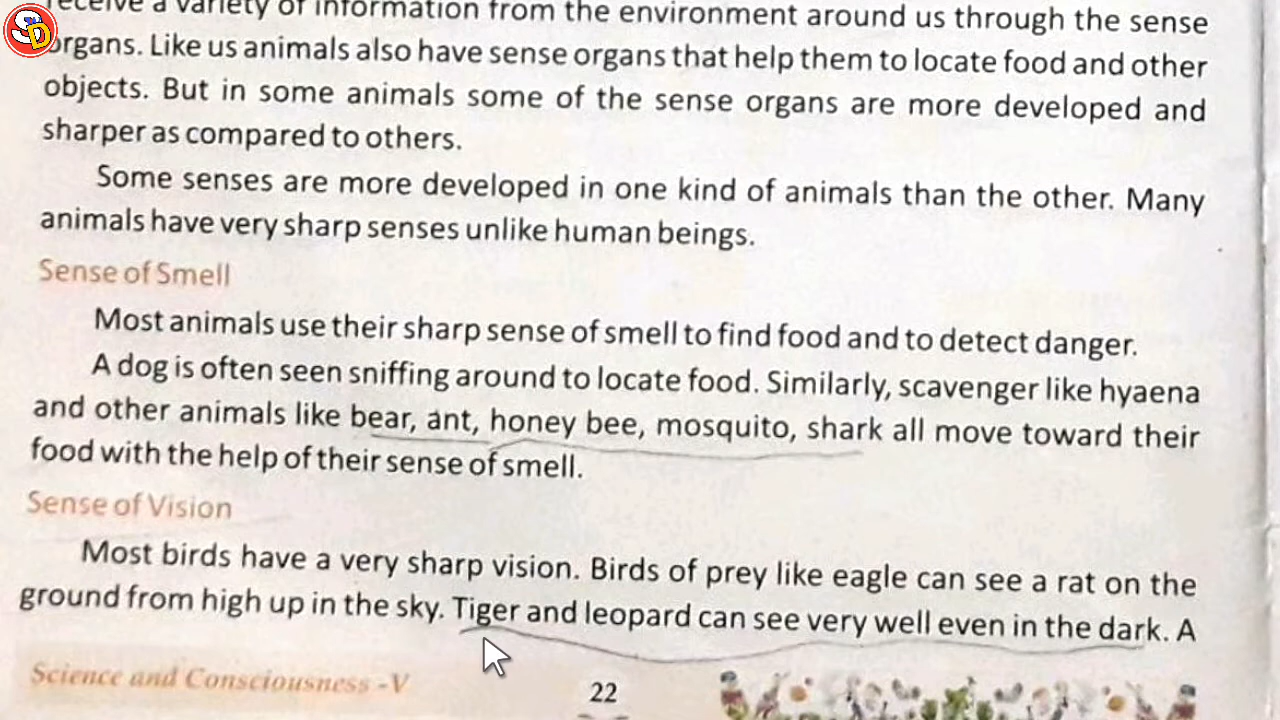 SD
receive a variety of information from the environment around us through the sense
organs. Like us animals also have sense organs that help them to locate food and other
objects. But in some animals some of the sense organs are more developed and
sharper as compared to others.
Some senses are more developed in one kind of animals than the other. Many
animals have very sharp senses unlike human beings.
Sense of Smell
Most animals use their sharp sense of smell to find food and to detect danger.
A dog is often seen sniffing around to locate food. Similarly, scavenger like hyaena
and other animals like bear, ant, honey bee, mosquito, shark all move toward their
food with the help of their sense of smell.
Sense of Vision
Most birds have a very sharp vision. Birds of prey like eagle can see a rat on the
ground from high up in the sky. Tiger and leopard can see very well even in the dark. A
Science and Consciousness -V
22